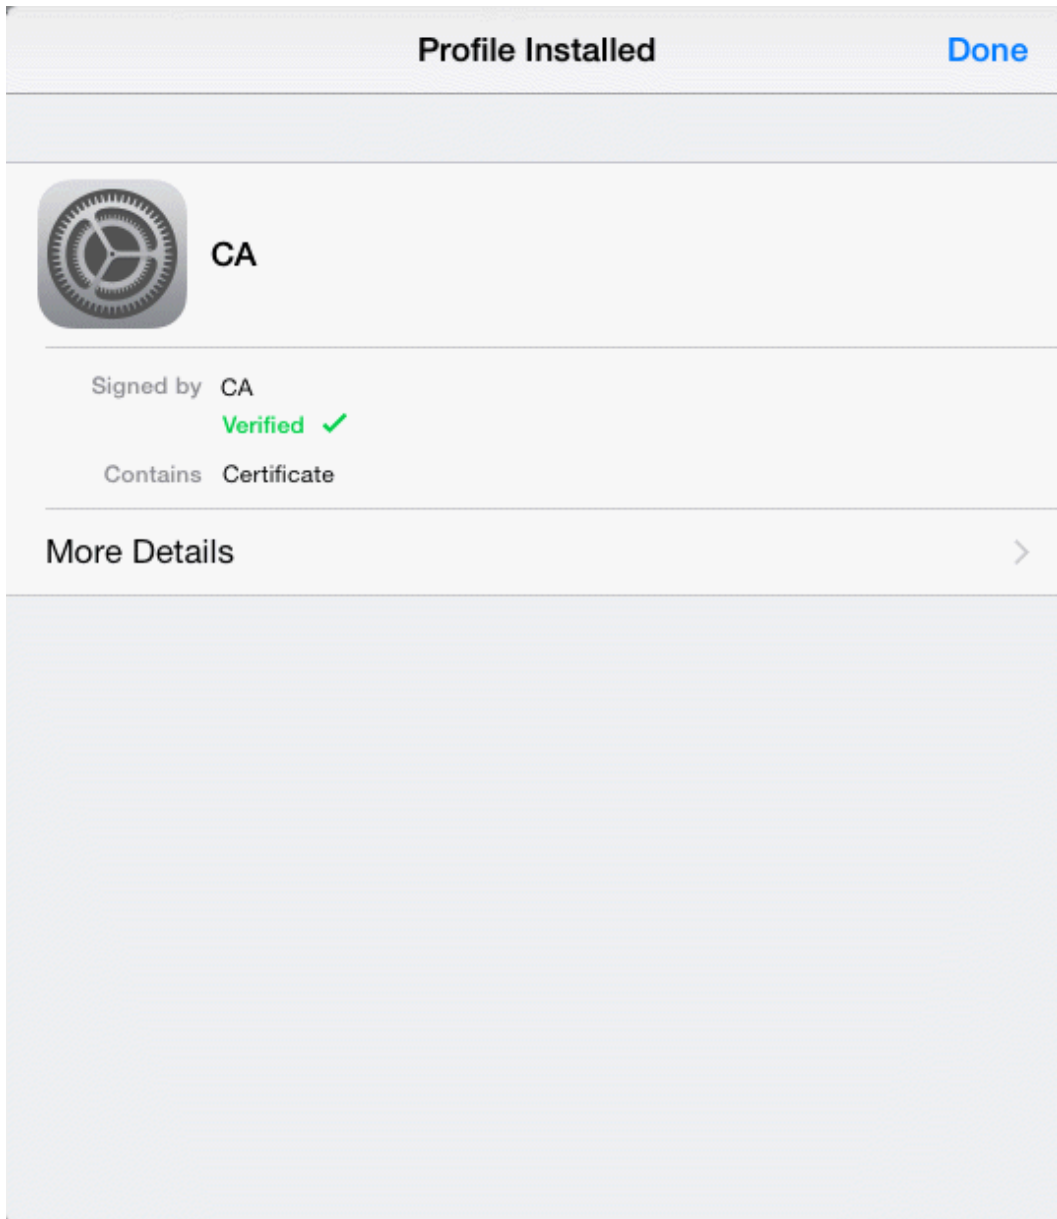 Profile Installed Done
CA
Signed by CA
Verified
Contains Certificate
More Details